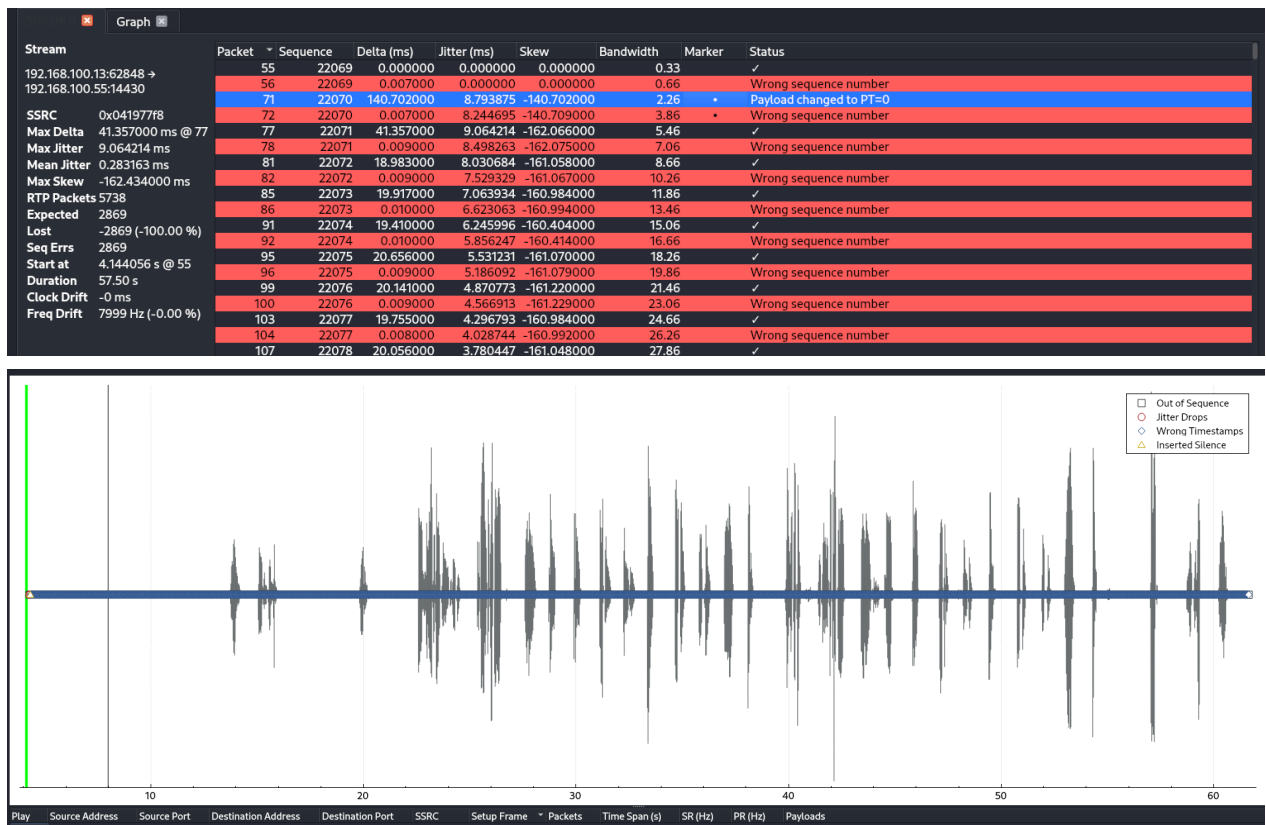 Graph
Stream
192.168.100.13:62848 →
192.168.100.55:14430
SSRC 0x041977f8
Max Delta 41.357000 ms @ 77
Max Jitter 9.064214 ms
Mean Jitter 0.283163 ms
Max Skew -162.434000 ms
RTP Packets 5738
Expected 2869
Lost -2869 (-100.00 %)
Seq Errs 2869
Start at 4.144056 s @ 55
Duration 57.50 s
Clock Drift -0 ms
Freq Drift 7999 Hz (-0.00 %)
Packet Sequence Delta (ms) Jitter (ms) Skew Bandwidth Marker Status
55 22069 0.000000 0.000000 0.000000 0.33 ✓
56 22069 0.007000 0.000000 0.000000 0.66 Wrong sequence number
71 22070 140.702000 8.793875 -140.702000 2.26 • Payload changed to PT=0
72 22070 0.007000 8.244695 -140.709000 3.86 • Wrong sequence number
77 22071 41.357000 9.064214 -162.066000 5.46 ✓
78 22071 0.009000 8.498263 -162.075000 7.06 Wrong sequence number
81 22072 18.983000 8.030684 -161.058000 8.66 ✓
82 22072 0.009000 7.529329 -161.067000 10.26 Wrong sequence number
85 22073 19.917000 7.063934 -160.984000 11.86 ✓
86 22073 0.010000 6.623063 -160.994000 13.46 Wrong sequence number
91 22074 19.410000 6.245996 -160.404000 15.06 ✓
92 22074 0.010000 5.856247 -160.414000 16.66 Wrong sequence number
95 22075 20.656000 5.531231 -161.070000 18.26 ✓
96 22075 0.009000 5.186092 -161.079000 19.86 Wrong sequence number
99 22076 20.141000 4.870773 -161.220000 21.46 ✓
100 22076 0.009000 4.566913 -161.229000 23.06 Wrong sequence number
103 22077 19.755000 4.296793 -160.984000 24.66 ✓
104 22077 0.008000 4.028744 -160.992000 26.26 Wrong sequence number
107 22078 20.056000 3.780447 -161.048000 27.86 ✓
Out of Sequence
Jitter Drops
Wrong Timestamps
Inserted Silence
10 20 30 40 50 60
Play Source Address Source Port Destination Address Destination Port SSRC Setup Frame Packets Time Span (s) SR (Hz) PR (Hz) Payloads